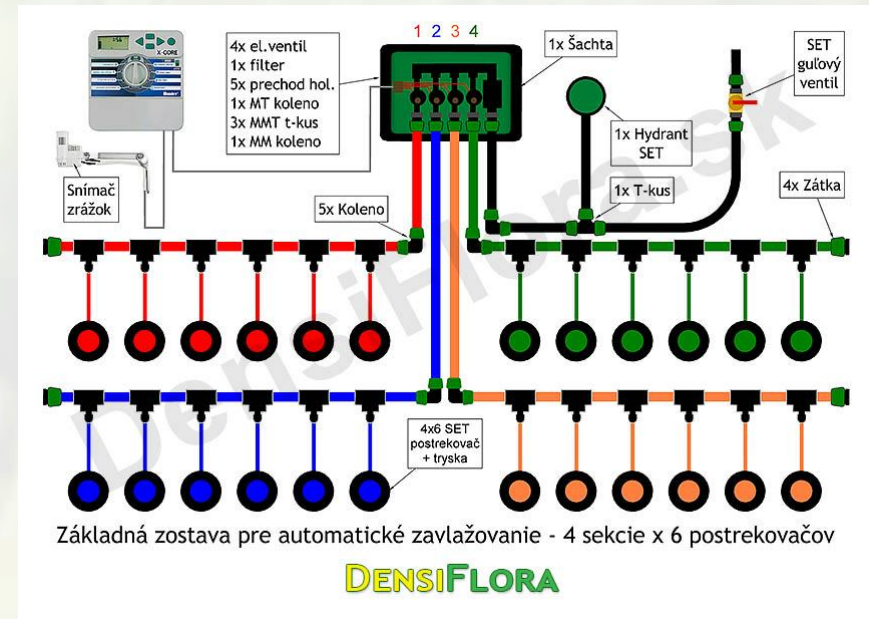 1 2 3 4
X-CORE
4x el.ventil
1x filter
5x prechod hol.
1x MT koleno
3x MMT t-kus
1x MM koleno
1x Šachta
SET
guľový
ventil
1x Hydrant
SET
Snímač
zrážok
5x Koleno
1x T-kus
4x Zátka
4x6 SET
postrekovač
+ tryska
DensiFlora.sk
Základná zostava pre automatické zavlažovanie - 4 sekcie x 6 postrekovačov
DENSIFLORA